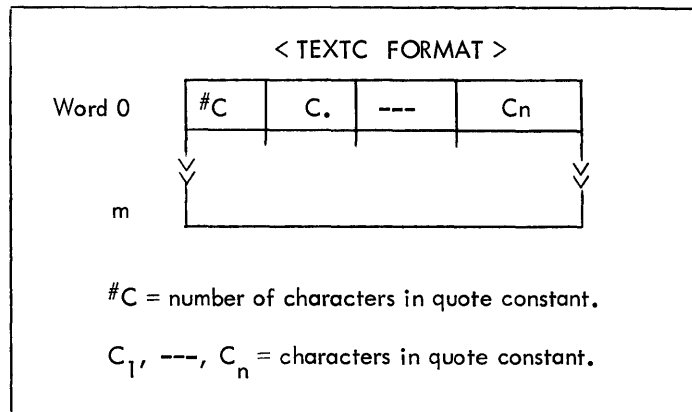 < TEXTC FORMAT >
Word 0 #C C. --- Cn
m
#C = number of characters in quote constant.
C1, ---, Cn = characters in quote constant.